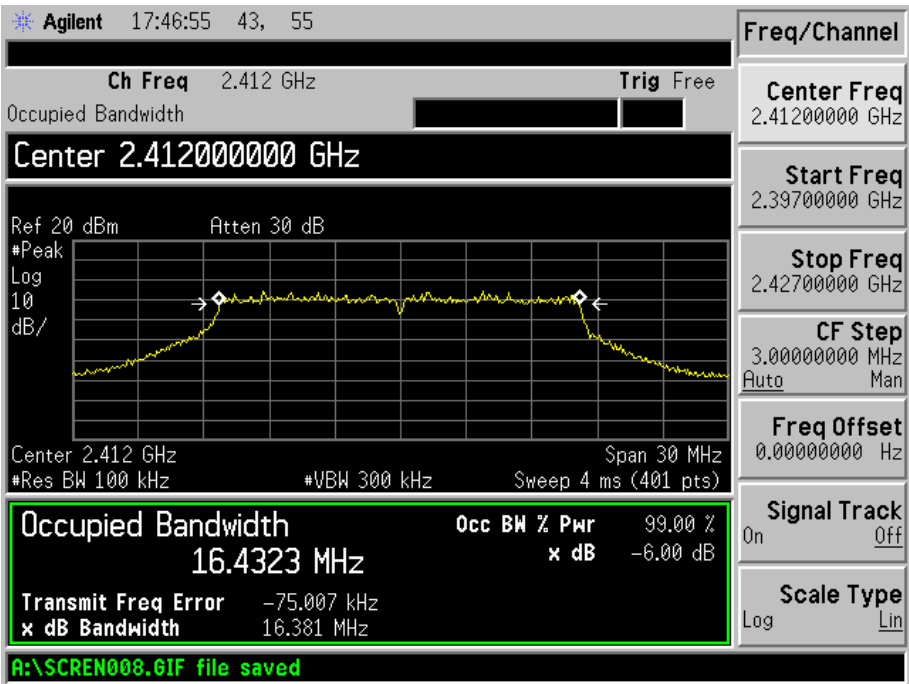 Agilent 17:46:55 43, 55
Ch Freq 2.412 GHz Trig Free
Occupied Bandwidth
Center 2.412000000 GHz
Ref 20 dBm Atten 30 dB
#Peak
Log
10
dB/
Center 2.412 GHz Span 30 MHz
#Res BW 100 kHz #VBW 300 kHz Sweep 4 ms (401 pts)
Occupied Bandwidth
16.4323 MHz
Occ BW % Pwr 99.00 %
x dB -6.00 dB
Transmit Freq Error -75.007 kHz
x dB Bandwidth 16.381 MHz
A:\SCREN008.GIF file saved
Freq/Channel
Center Freq
2.41200000 GHz
Start Freq
2.39700000 GHz
Stop Freq
2.42700000 GHz
CF Step
3.00000000 MHz
Auto Man
Freq Offset
0.00000000 Hz
Signal Track
On Off
Scale Type
Log Lin